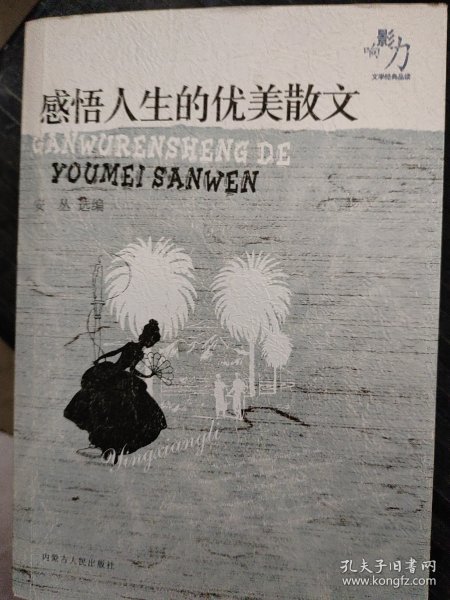 影响力
文学经典品读
感悟人生的优美散文
GANWURENSHENG DE
YOUMEI SANWEN
安丛 选编
Yingxiangli
内蒙古人民出版社
孔夫子旧书网
www.kongfz.com